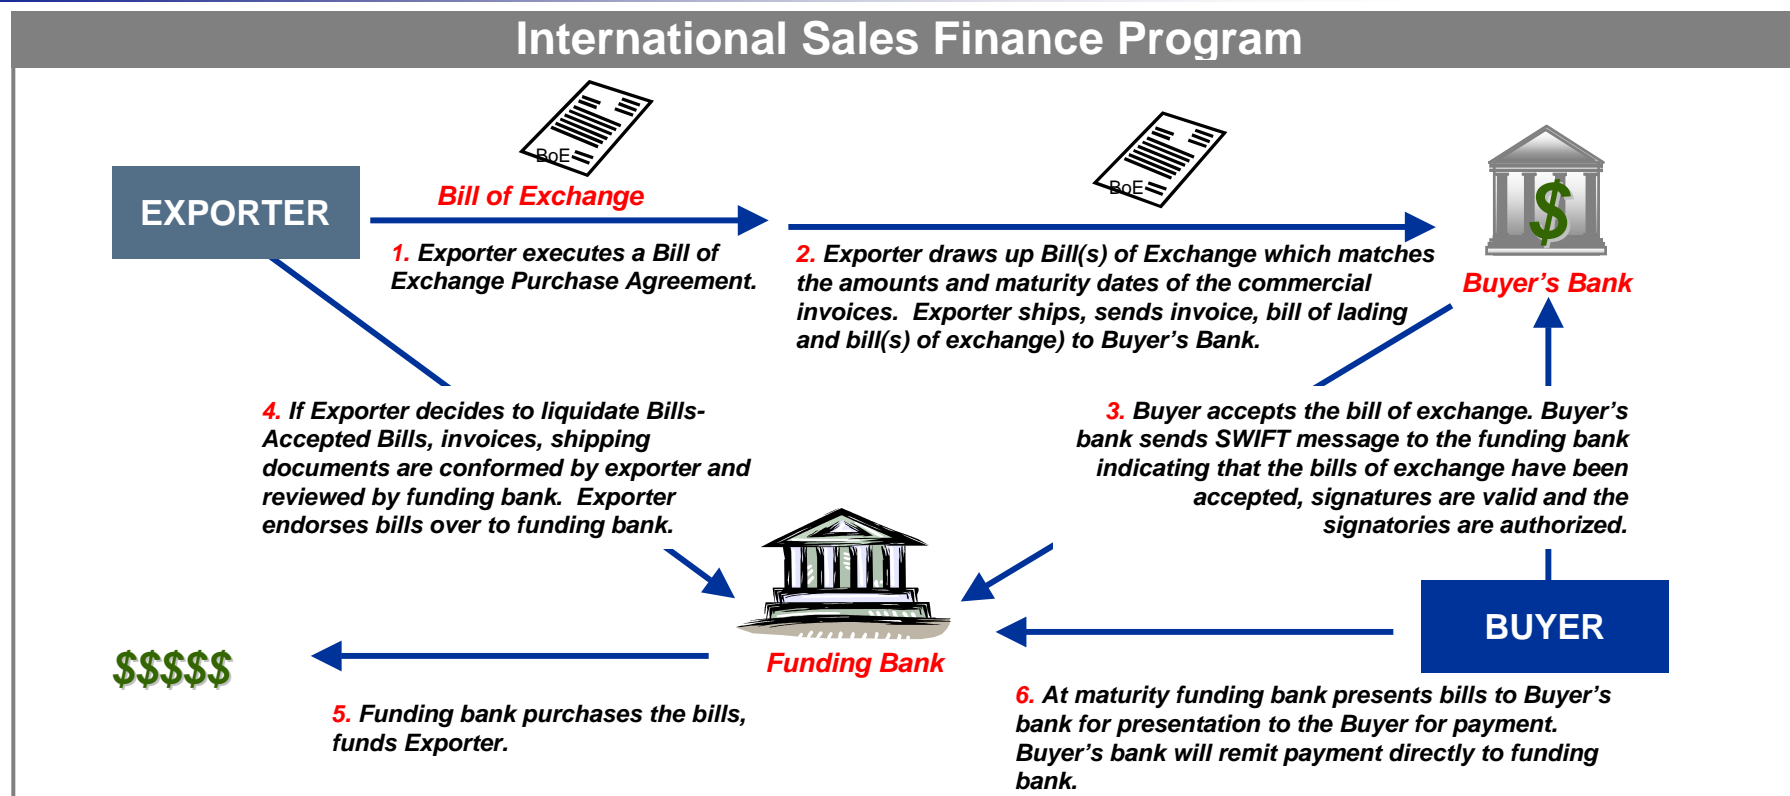 International Sales Finance Program
BoE
BoE
EXPORTER
Bill of Exchange
1. Exporter executes a Bill of
Exchange Purchase Agreement.
2. Exporter draws up Bill(s) of Exchange which matches
the amounts and maturity dates of the commercial
invoices.  Exporter ships, sends invoice, bill of lading
and bill(s) of exchange) to Buyer’s Bank.
$
Buyer’s Bank
4. If Exporter decides to liquidate Bills-
Accepted Bills, invoices, shipping
documents are conformed by exporter and
reviewed by funding bank.  Exporter
endorses bills over to funding bank.
3. Buyer accepts the bill of exchange. Buyer’s
bank sends SWIFT message to the funding bank
indicating that the bills of exchange have been
accepted, signatures are valid and the
signatories are authorized.
BUYER
Funding Bank
$$$$$
5. Funding bank purchases the bills,
funds Exporter.
6. At maturity funding bank presents bills to Buyer’s
bank for presentation to the Buyer for payment.
Buyer’s bank will remit payment directly to funding
bank.